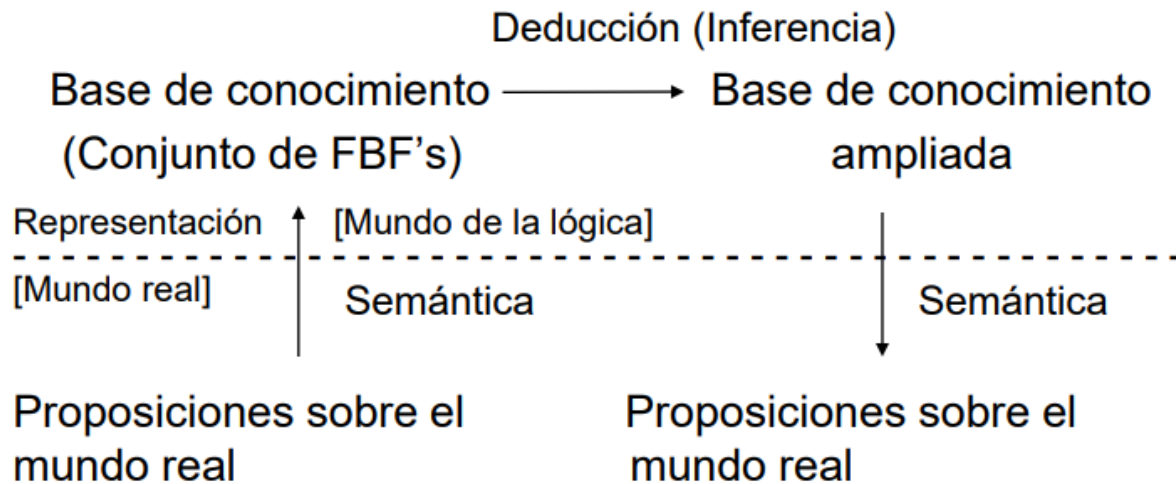 Deducción (Inferencia)
Base de conocimiento
Base de conocimiento
(Conjunto de FBF’s)
ampliada
Representación
[Mundo de la lógica]
[Mundo real]
Semántica
Semántica
Proposiciones sobre el
mundo real
Proposiciones sobre el
mundo real